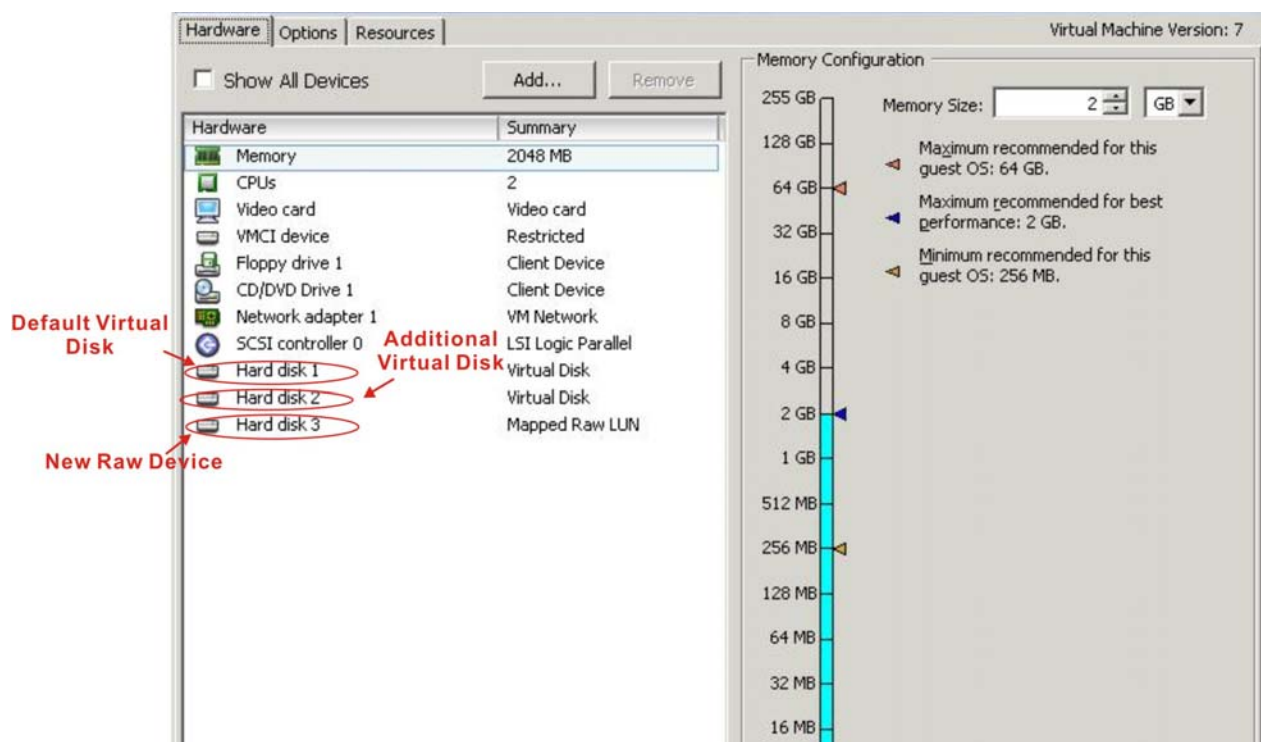 Hardware Options Resources
Virtual Machine Version: 7
Show All Devices
Add...
Remove
Hardware Summary
Memory 2048 MB
CPUs 2
Video card Video card
VMCI device Restricted
Floppy drive 1 Client Device
CD/DVD Drive 1 Client Device
Network adapter 1 VM Network
SCSI controller 0 LSI Logic Parallel
Hard disk 1 Virtual Disk
Hard disk 2 Virtual Disk
Hard disk 3 Mapped Raw LUN
Default Virtual
Disk
Additional
Virtual Disk
New Raw Device
Memory Configuration
255 GB
128 GB
64 GB
32 GB
16 GB
8 GB
4 GB
2 GB
1 GB
512 MB
256 MB
128 MB
64 MB
32 MB
16 MB
Memory Size: 2 GB
Maximum recommended for this
guest OS: 64 GB.
Maximum recommended for best
performance: 2 GB.
Minimum recommended for this
guest OS: 256 MB.